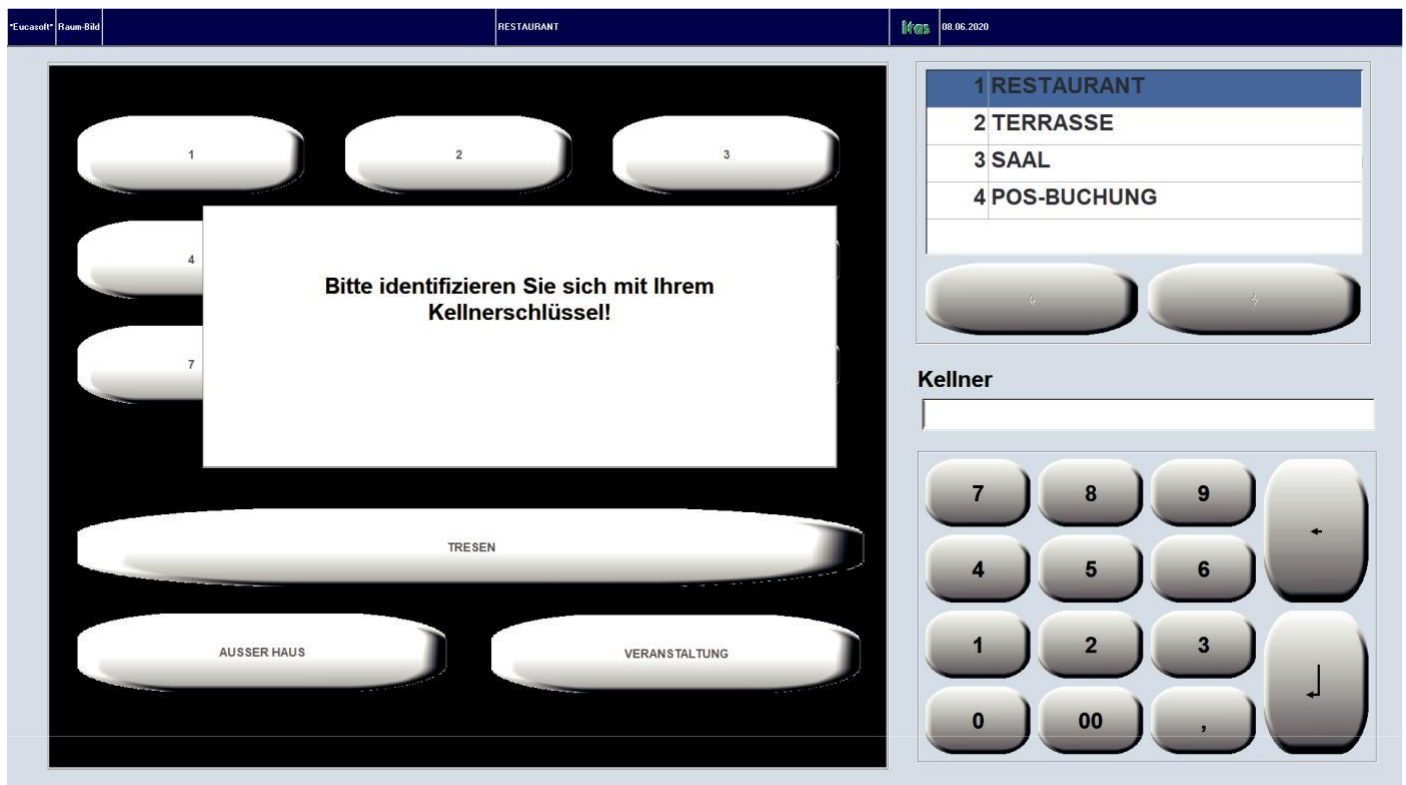 "Eucasoft" Raum-Bild RESTAURANT kas 08.06.2020
1 2 3
4
7
Bitte identifizieren Sie sich mit Ihrem
Kellnerschlüssel!
TRESEN
AUSSER HAUS VERANSTALTUNG
1 RESTAURANT
2 TERRASSE
3 SAAL
4 POS-BUCHUNG
Kellner
7 8 9
4 5 6
1 2 3
0 00 ,